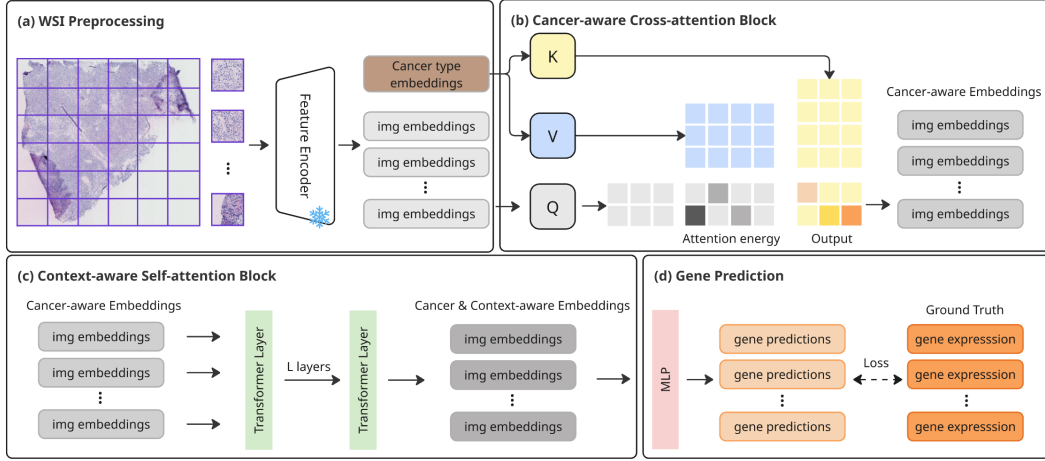 (a) WSI Preprocessing
Feature Encoder
Cancer type
embeddings
img embeddings
img embeddings
img embeddings
(b) Cancer-aware Cross-attention Block
K
V
Q
Attention energy
Output
Cancer-aware Embeddings
img embeddings
img embeddings
img embeddings
(c) Context-aware Self-attention Block
Cancer-aware Embeddings
img embeddings
img embeddings
img embeddings
Transformer Layer
L layers
Transformer Layer
Cancer & Context-aware Embeddings
img embeddings
img embeddings
img embeddings
(d) Gene Prediction
MLP
gene predictions
gene predictions
gene predictions
Loss
Ground Truth
gene expresssion
gene expresssion
gene expresssion